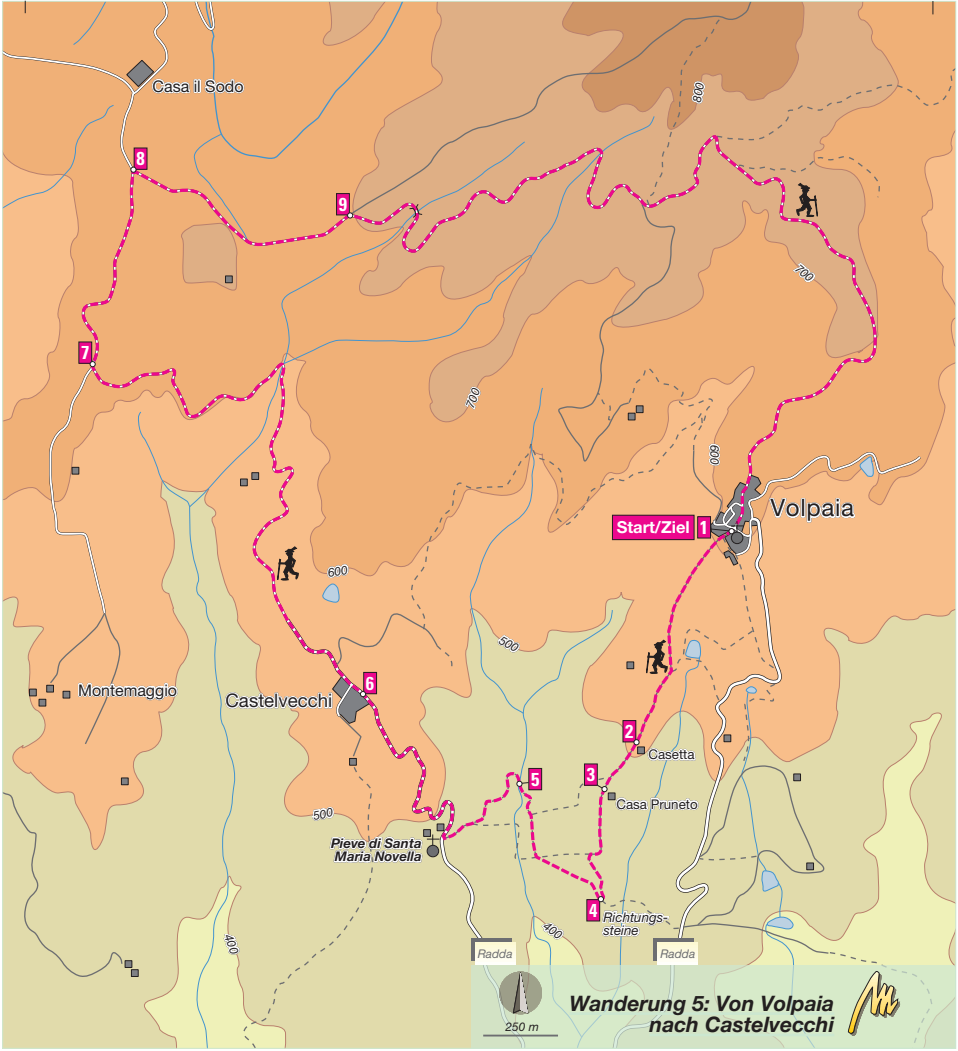 Casa il Sodo
800
8
9
700
7
700
600
Volpaia
Start/Ziel 1
600
500
6
Montemaggio
Castelvecchi
2
Casetta
3
5
Casa Pruneto
500
Pieve di Santa
Maria Novella
4
Richtungs-
steine
400
400
Radda
Radda
250 m
Wanderung 5: Von Volpaia
nach Castelvecchi